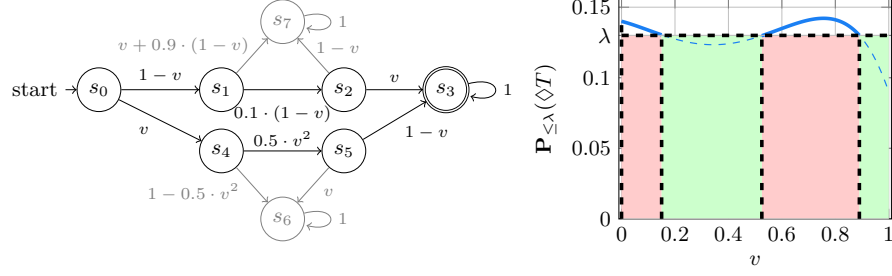 s₇ 1
v + 0.9 · (1 − v) 1 − v
start s₀ 1 − v s₁ s₂ v s₃ 1
0.1 · (1 − v)
v 0.5 · v² 1 − v
s₄ s₅
1 − 0.5 · v² v
s₆ 1
P≤λ(◇T)
0.15
λ
0.1
0.05
0
0 0.2 0.4 0.6 0.8 1
v